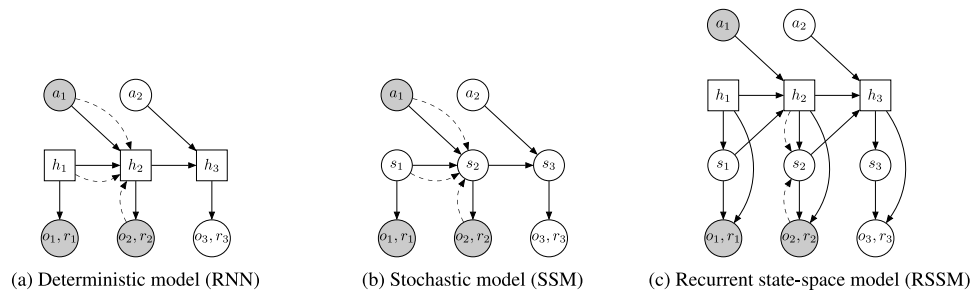 a₁ a₂
h₁ h₂ h₃
o₁, r₁ o₂, r₂ o₃, r₃
(a) Deterministic model (RNN)
a₁ a₂
s₁ s₂ s₃
o₁, r₁ o₂, r₂ o₃, r₃
(b) Stochastic model (SSM)
a₁ a₂
h₁ h₂ h₃
s₁ s₂ s₃
o₁, r₁ o₂, r₂ o₃, r₃
(c) Recurrent state-space model (RSSM)